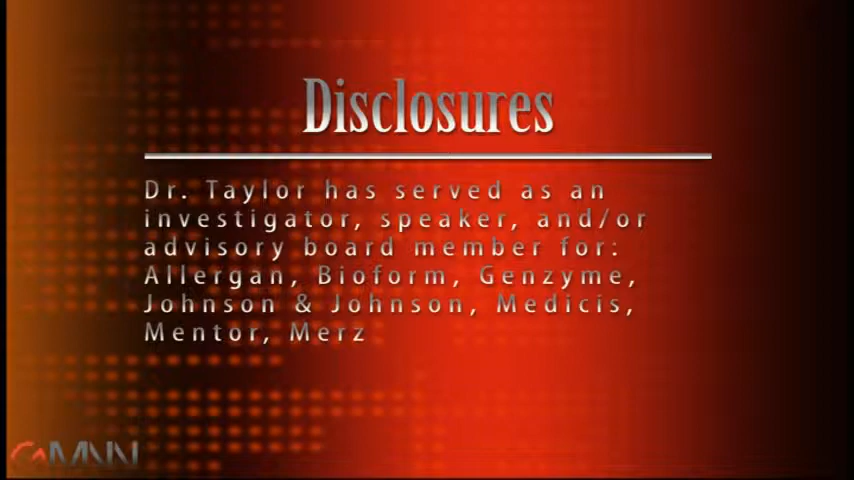 Disclosures
Dr. Taylor has served as an
investigator, speaker, and/or
advisory board member for:
Allergan, Bioform, Genzyme,
Johnson & Johnson, Medicis,
Mentor, Merz
MNN